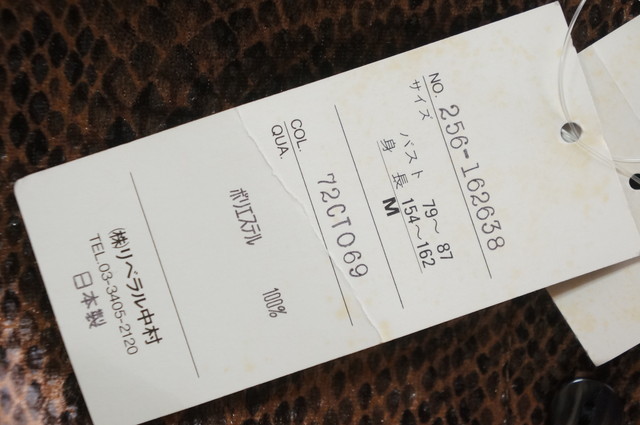 NO. 256-162638
サイズ
バスト 79〜 87
身 長 154〜162
M
COL.
QUA. 72CT069
ポリエステル 100%
(株)リベラル中村
TEL.03-3405-2120
日本製